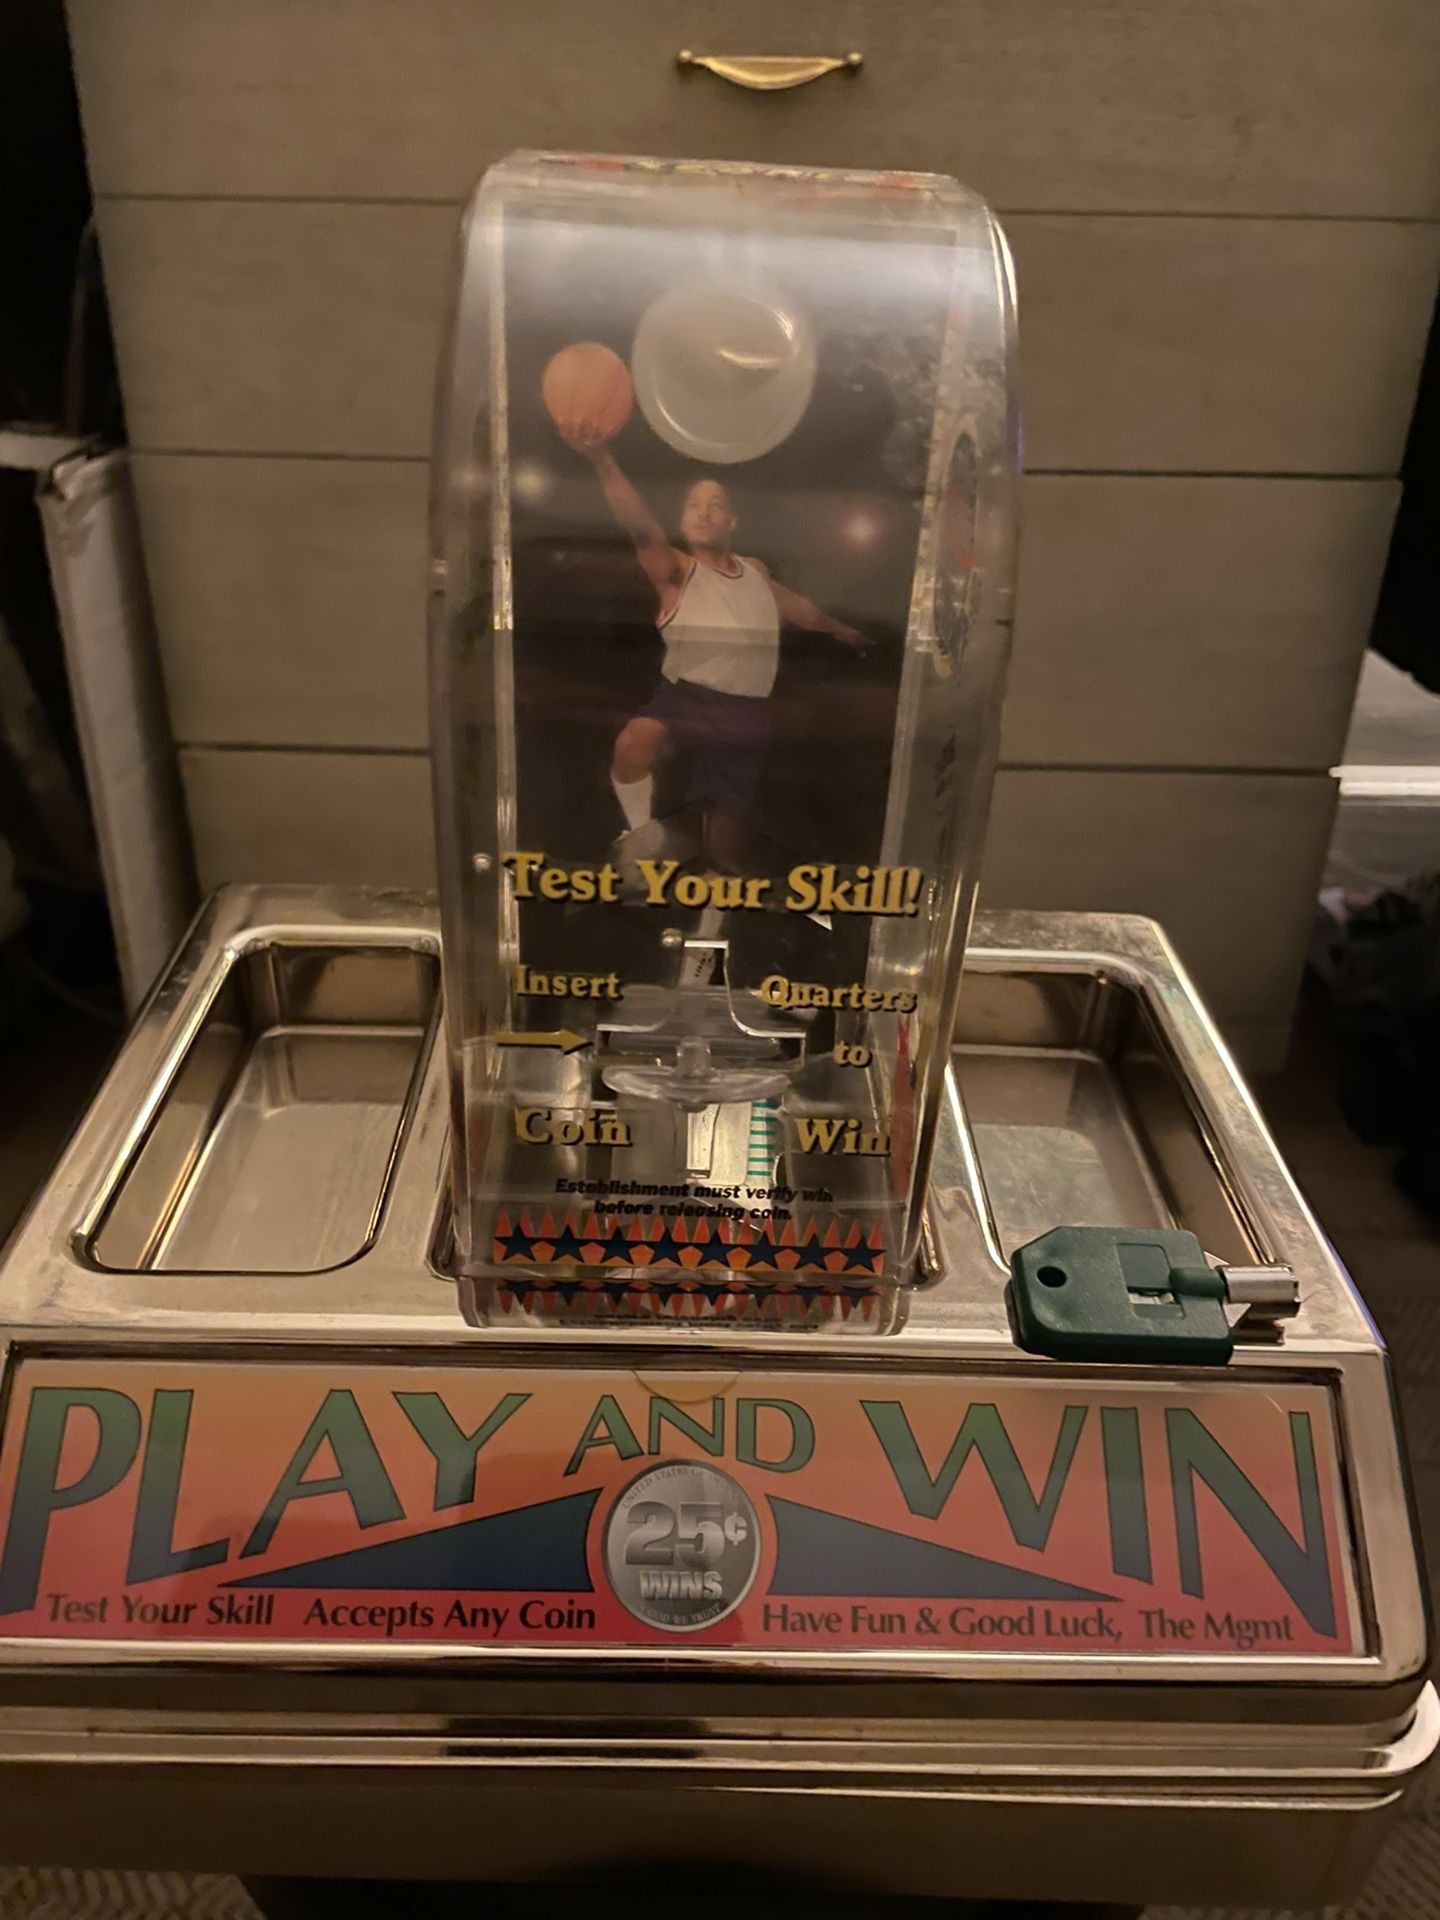 Test Your Skill!
Insert Quarters
to
Coin Win
Establishment must verify win
before releasing coin.
PLAY AND WIN
25¢
WINS
Test Your Skill Accepts Any Coin Have Fun & Good Luck, The Mgmt